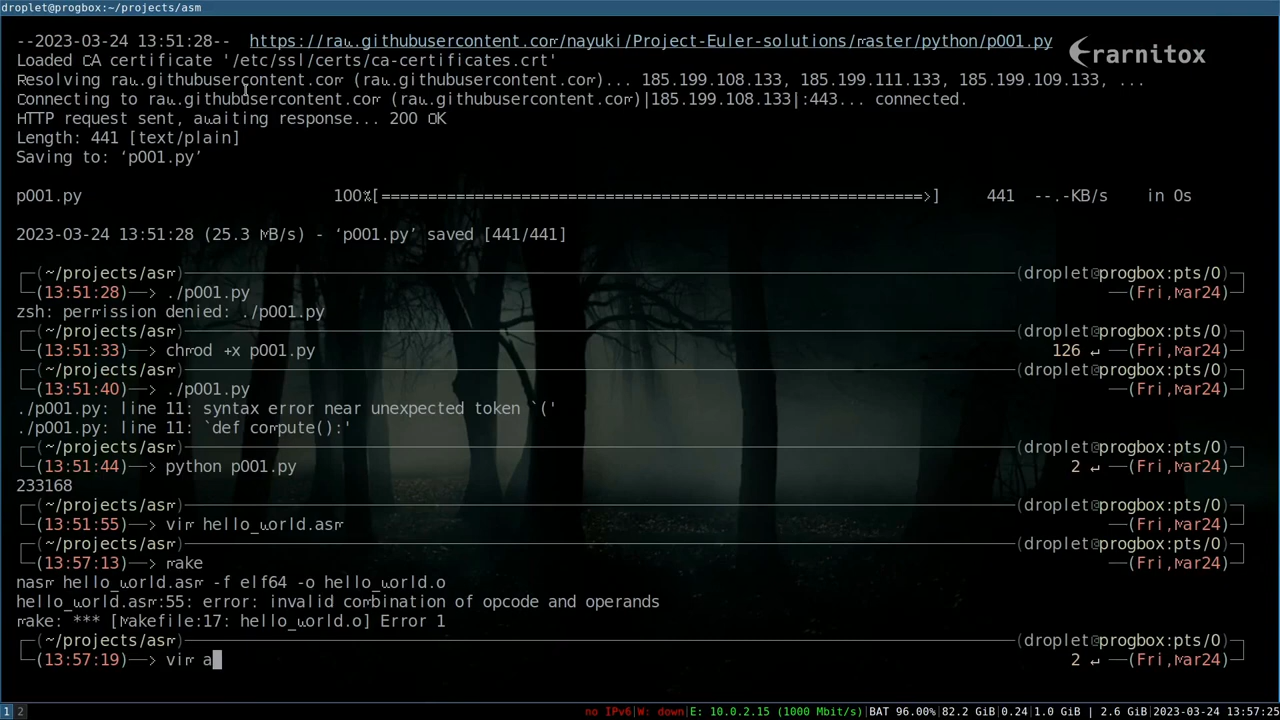 droplet@progbox:~/projects/asm
--2023-03-24 13:51:28--  https://raw.githubusercontent.com/nayuki/Project-Euler-solutions/master/python/p001.py
Loaded CA certificate '/etc/ssl/certs/ca-certificates.crt'
Resolving raw.githubusercontent.com (raw.githubusercontent.com)... 185.199.108.133, 185.199.111.133, 185.199.109.133, ...
Connecting to raw.githubusercontent.com (raw.githubusercontent.com)|185.199.108.133|:443... connected.
HTTP request sent, awaiting response... 200 OK
Length: 441 [text/plain]
Saving to: ‘p001.py’
p001.py 100%[===========================================================>] 441 --.-KB/s in 0s
2023-03-24 13:51:28 (25.3 MB/s) - ‘p001.py’ saved [441/441]
(~/projects/asm) (droplet@progbox:pts/0)
(13:51:28)──> ./p001.py ──(Fri,Mar24)
zsh: permission denied: ./p001.py
(~/projects/asm) (droplet@progbox:pts/0)
(13:51:33)──> chmod +x p001.py 126 ↵ ──(Fri,Mar24)
(~/projects/asm) (droplet@progbox:pts/0)
(13:51:40)──> ./p001.py ──(Fri,Mar24)
./p001.py: line 11: syntax error near unexpected token `('
./p001.py: line 11: `def compute():'
(~/projects/asm) (droplet@progbox:pts/0)
(13:51:44)──> python p001.py 2 ↵ ──(Fri,Mar24)
233168
(~/projects/asm) (droplet@progbox:pts/0)
(13:51:55)──> vim hello_world.asm ──(Fri,Mar24)
(~/projects/asm) (droplet@progbox:pts/0)
(13:57:13)──> make ──(Fri,Mar24)
nasm hello_world.asm -f elf64 -o hello_world.o
hello_world.asm:55: error: invalid combination of opcode and operands
make: *** [Makefile:17: hello_world.o] Error 1
(~/projects/asm) (droplet@progbox:pts/0)
(13:57:19)──> vim a 2 ↵ ──(Fri,Mar24)
rarnitox
1 2 no IPv6|W: down|E: 10.0.2.15 (1000 Mbit/s)|BAT 96.00%|82.2 GiB|0.24|1.0 GiB | 2.6 GiB|2023-03-24 13:57:25